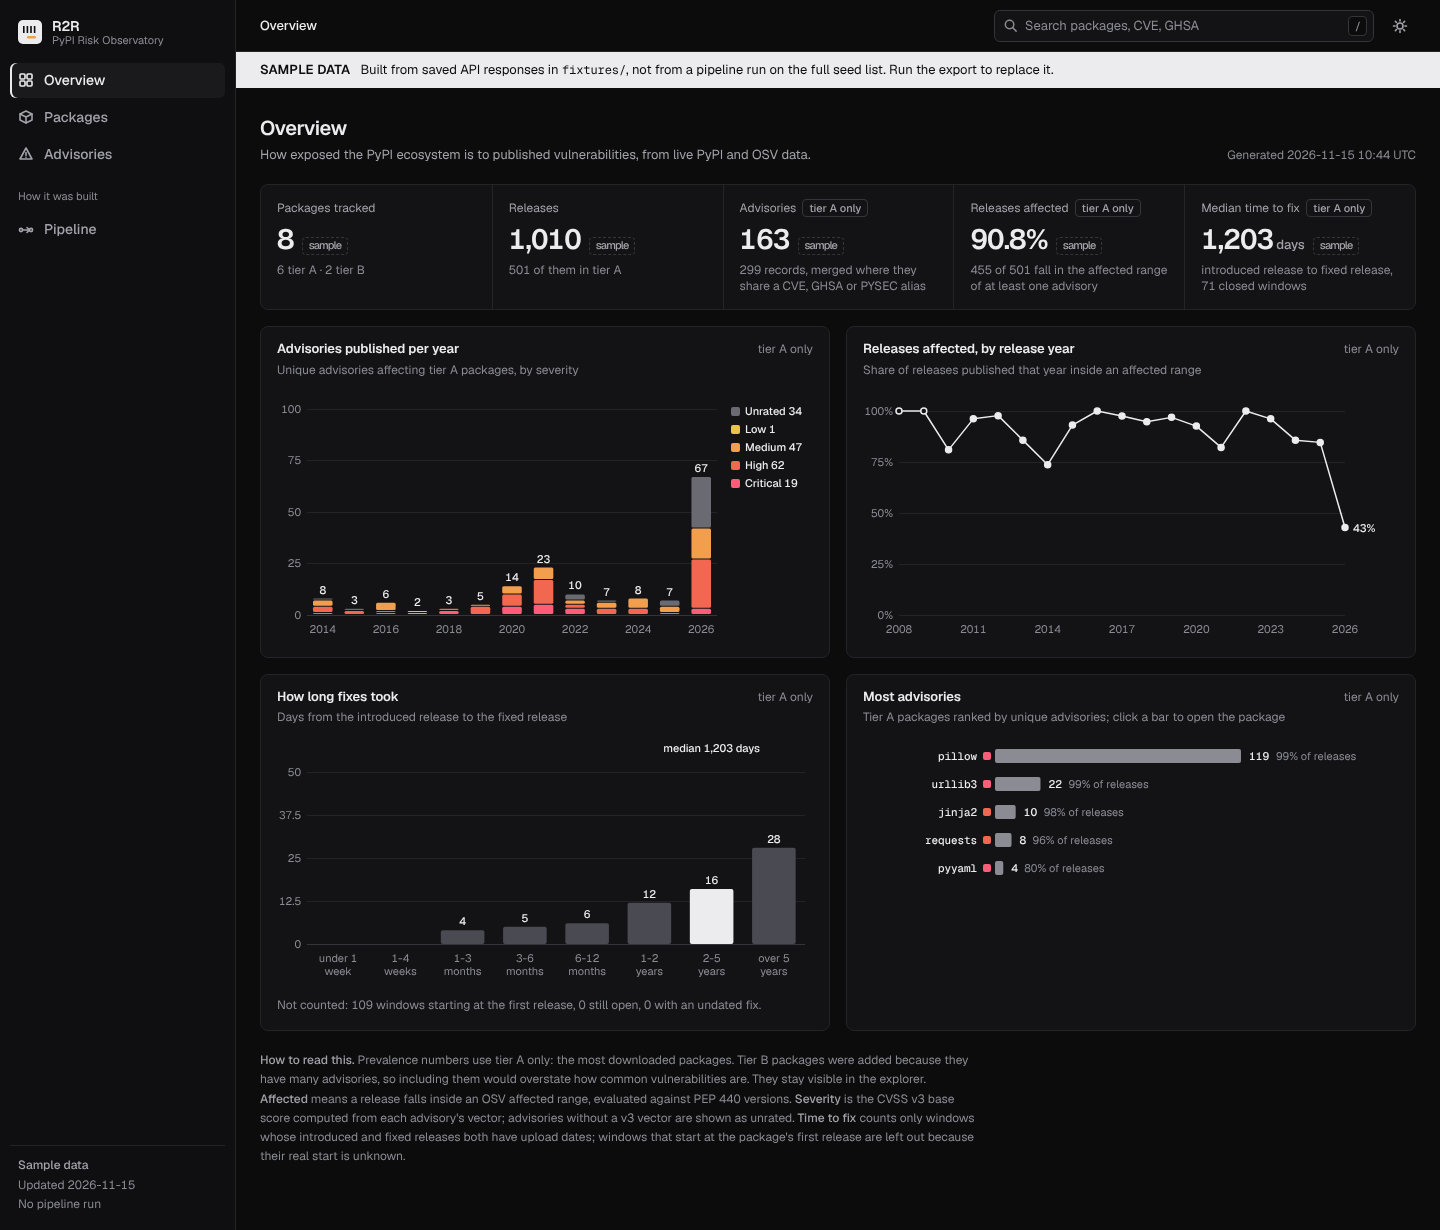 R2R
PyPI Risk Observatory
Overview
Packages
Advisories
How it was built
Pipeline
Sample data
Updated 2026-11-15
No pipeline run
Overview
Search packages, CVE, GHSA
/
SAMPLE DATA Built from saved API responses in fixtures/, not from a pipeline run on the full seed list. Run the export to replace it.
Overview
How exposed the PyPI ecosystem is to published vulnerabilities, from live PyPI and OSV data.
Generated 2026-11-15 10:44 UTC
Packages tracked
8 sample
6 tier A · 2 tier B
Releases
1,010 sample
501 of them in tier A
Advisories tier A only
163 sample
299 records, merged where they
share a CVE, GHSA or PYSEC alias
Releases affected tier A only
90.8% sample
455 of 501 fall in the affected range
of at least one advisory
Median time to fix tier A only
1,203 days sample
introduced release to fixed release,
71 closed windows
Advisories published per year
tier A only
Unique advisories affecting tier A packages, by severity
100
75
50
25
0
8
3
6
2
3
5
14
23
10
7
8
7
67
2014
2016
2018
2020
2022
2024
2026
Unrated 34
Low 1
Medium 47
High 62
Critical 19
Releases affected, by release year
tier A only
Share of releases published that year inside an affected range
100%
75%
50%
25%
0%
43%
2008
2011
2014
2017
2020
2023
2026
How long fixes took
tier A only
Days from the introduced release to the fixed release
median 1,203 days
50
37.5
25
12.5
0
4
5
6
12
16
28
under 1
week
1-4
weeks
1-3
months
3-6
months
6-12
months
1-2
years
2-5
years
over 5
years
Not counted: 109 windows starting at the first release, 0 still open, 0 with an undated fix.
Most advisories
tier A only
Tier A packages ranked by unique advisories; click a bar to open the package
pillow 119 99% of releases
urllib3 22 99% of releases
jinja2 10 98% of releases
requests 8 96% of releases
pyyaml 4 80% of releases
How to read this. Prevalence numbers use tier A only: the most downloaded packages. Tier B packages were added because they
have many advisories, so including them would overstate how common vulnerabilities are. They stay visible in the explorer.
Affected means a release falls inside an OSV affected range, evaluated against PEP 440 versions. Severity is the CVSS v3 base
score computed from each advisory's vector; advisories without a v3 vector are shown as unrated. Time to fix counts only windows
whose introduced and fixed releases both have upload dates; windows that start at the package's first release are left out because
their real start is unknown.